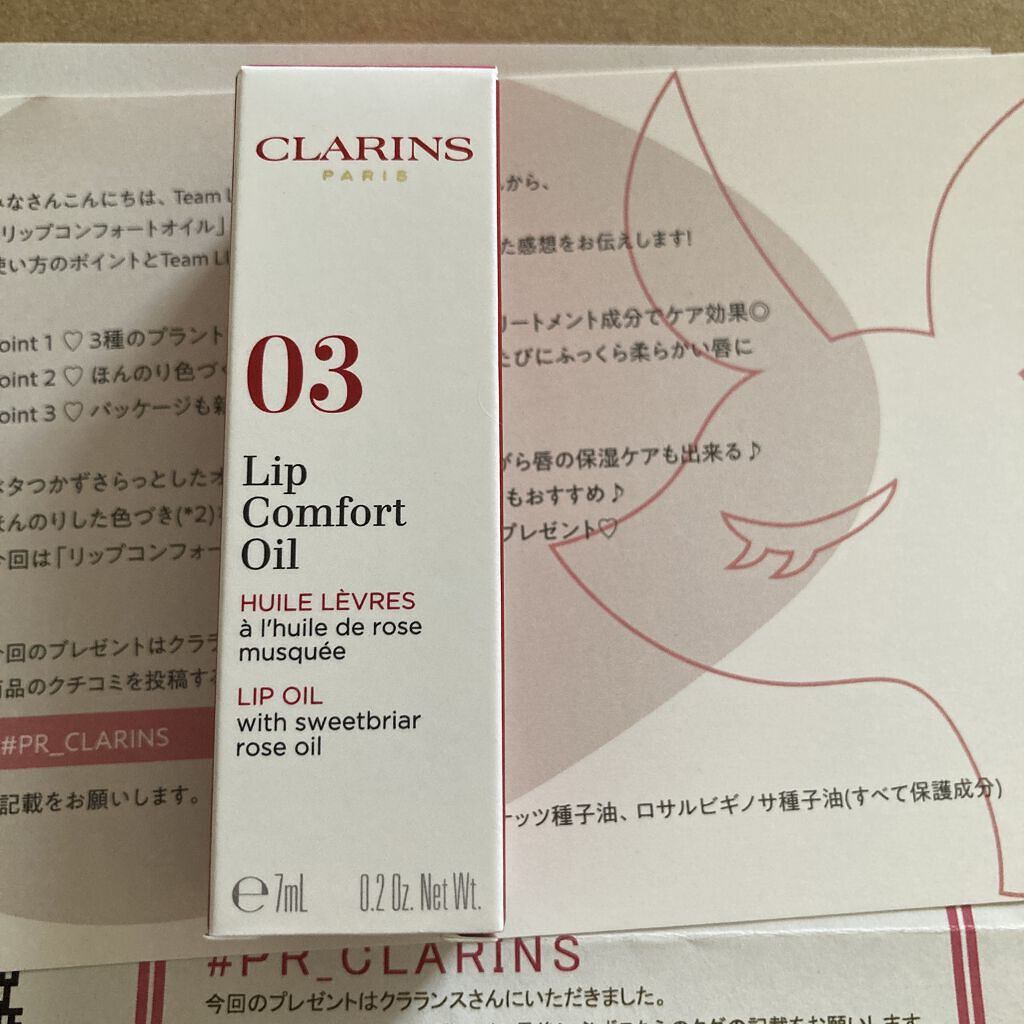 CLARINS
PARIS
03
Lip
Comfort
Oil
HUILE LÈVRES
à l'huile de rose
musquée
LIP OIL
with sweetbriar
rose oil
e 7mL 0.2 Oz. Net Wt.
なさんこんにちは、Team
から、
リップコンフォートオイル」
た感想をお伝えします!
使い方のポイントとTeam
oint 1 ♡ 3種のプラント
リートメント成分でケア効果◎
oint 2 ♡ ほんのり色づく
たびにふっくら柔らかい唇に
oint 3 ♡ パッケージも新
がら唇の保湿ケアも出来る♪
ベタつかずさらっとしたオ
もおすすめ♪
ほんのりした色づき(*2)
プレゼント♡
今回は「リップコンフォー
今回のプレゼントはクララ
商品のクチコミを投稿する
#PR_CLARINS
記載をお願いします。
ナッツ種子油、ロサルビギノサ種子油(すべて保護成分)
#PR_CLARINS
今回のプレゼントはクラランスさんにいただきました。